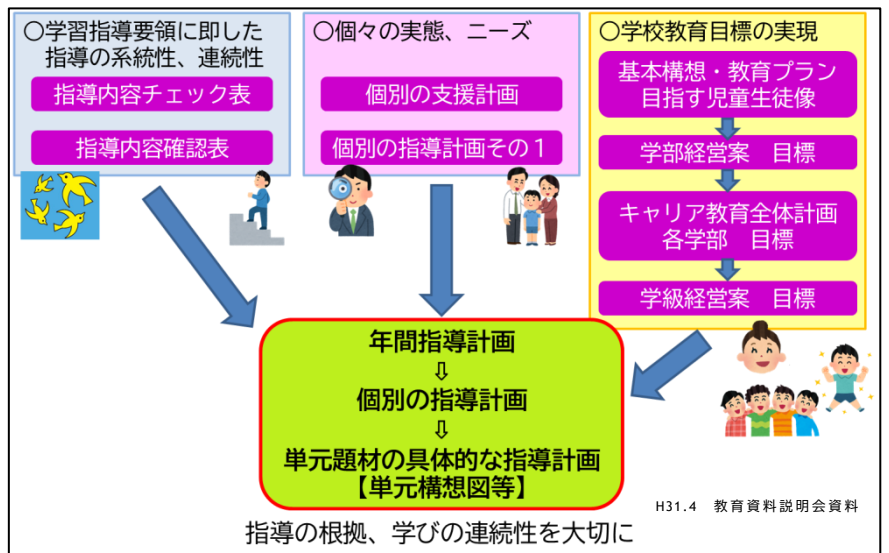 〇学習指導要領に即した
指導の系統性、連続性
指導内容チェック表
指導内容確認表
〇個々の実態、ニーズ
個別の支援計画
個別の指導計画その１
〇学校教育目標の実現
基本構想・教育プラン
目指す児童生徒像
学部経営案　目標
キャリア教育全体計画
各学部　目標
学級経営案　目標
年間指導計画
⇩
個別の指導計画
⇩
単元題材の具体的な指導計画
【単元構想図等】
H31.4　教育資料説明会資料
指導の根拠、学びの連続性を大切に